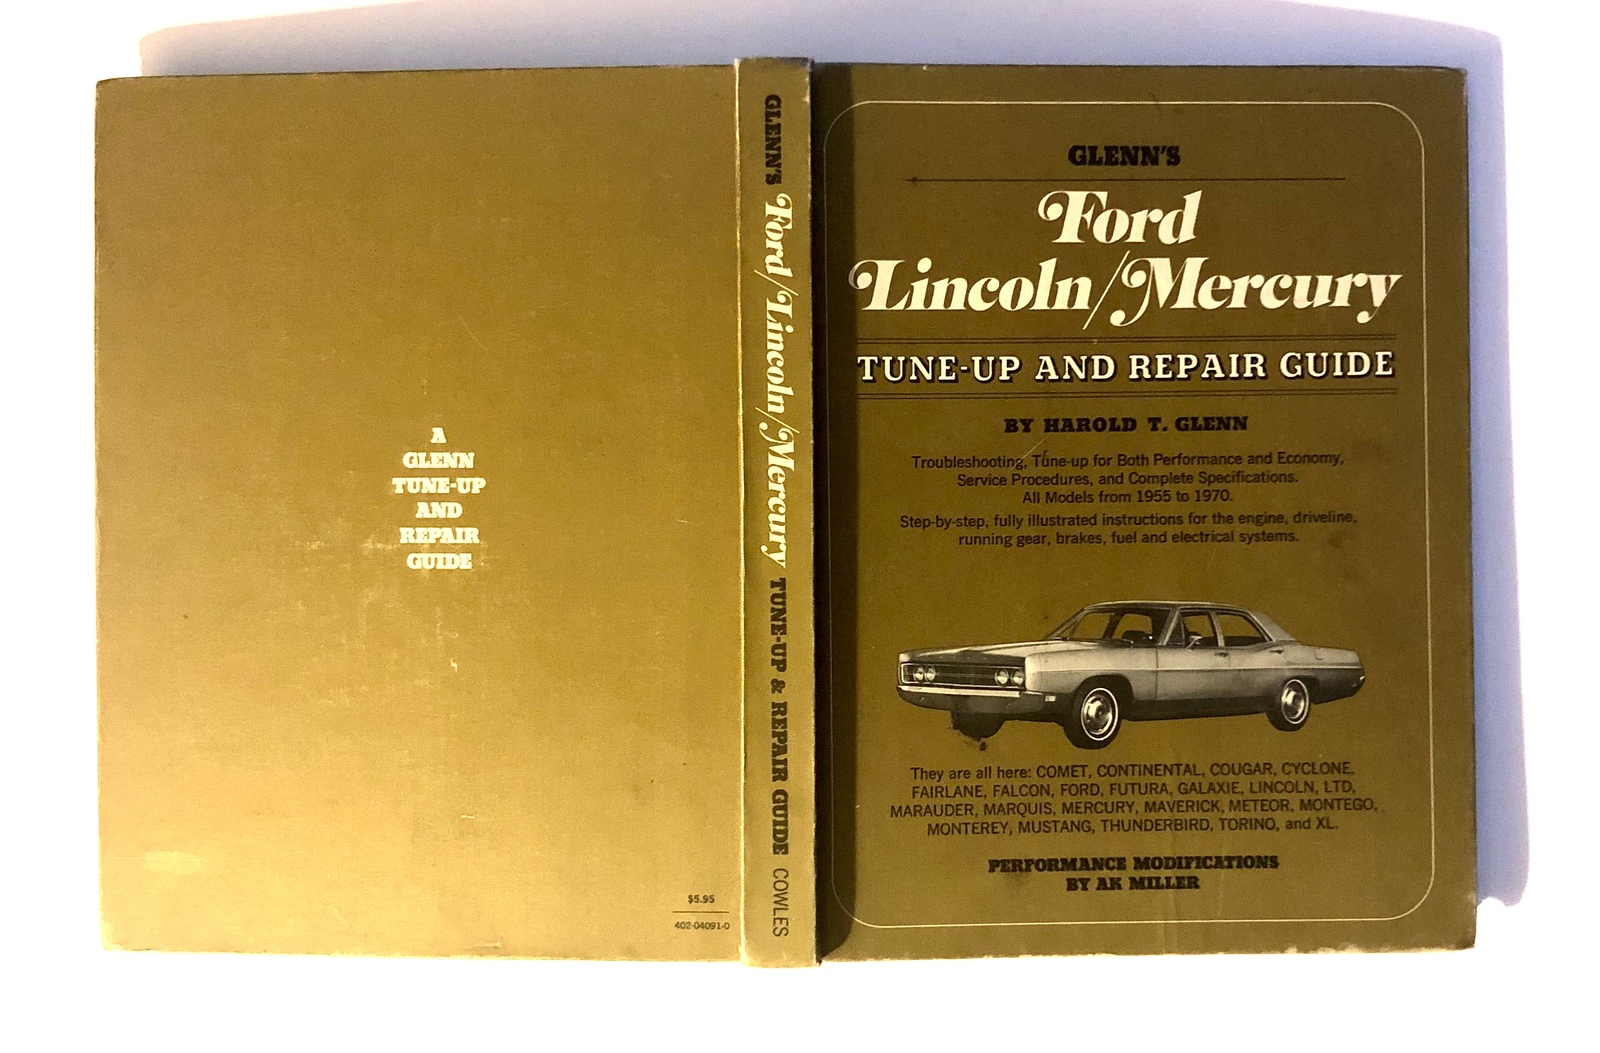 A
GLENN
TUNE-UP
AND
REPAIR
GUIDE
$5.95
402-04091-0
GLENN'S Ford/Lincoln/Mercury TUNE-UP & REPAIR GUIDE COWLES
GLENN'S
Ford
Lincoln/Mercury
TUNE-UP AND REPAIR GUIDE
BY HAROLD T. GLENN
Troubleshooting, Tune-up for Both Performance and Economy,
Service Procedures, and Complete Specifications.
All Models from 1955 to 1970.
Step-by-step, fully illustrated instructions for the engine, driveline,
running gear, brakes, fuel and electrical systems.
They are all here: COMET, CONTINENTAL, COUGAR, CYCLONE,
FAIRLANE, FALCON, FORD, FUTURA, GALAXIE, LINCOLN, LTD,
MARAUDER, MARQUIS, MERCURY, MAVERICK, METEOR, MONTEGO,
MONTEREY, MUSTANG, THUNDERBIRD, TORINO, and XL.
PERFORMANCE MODIFICATIONS
BY AK MILLER